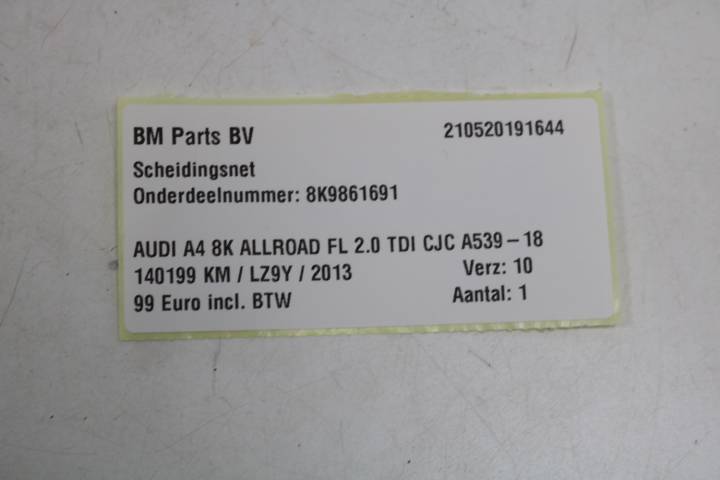 BM Parts BV 210520191644
Scheidingsnet
Onderdeelnummer: 8K9861691
AUDI A4 8K ALLROAD FL 2.0 TDI CJC A539-18
140199 KM / LZ9Y / 2013 Verz: 10
99 Euro incl. BTW Aantal: 1